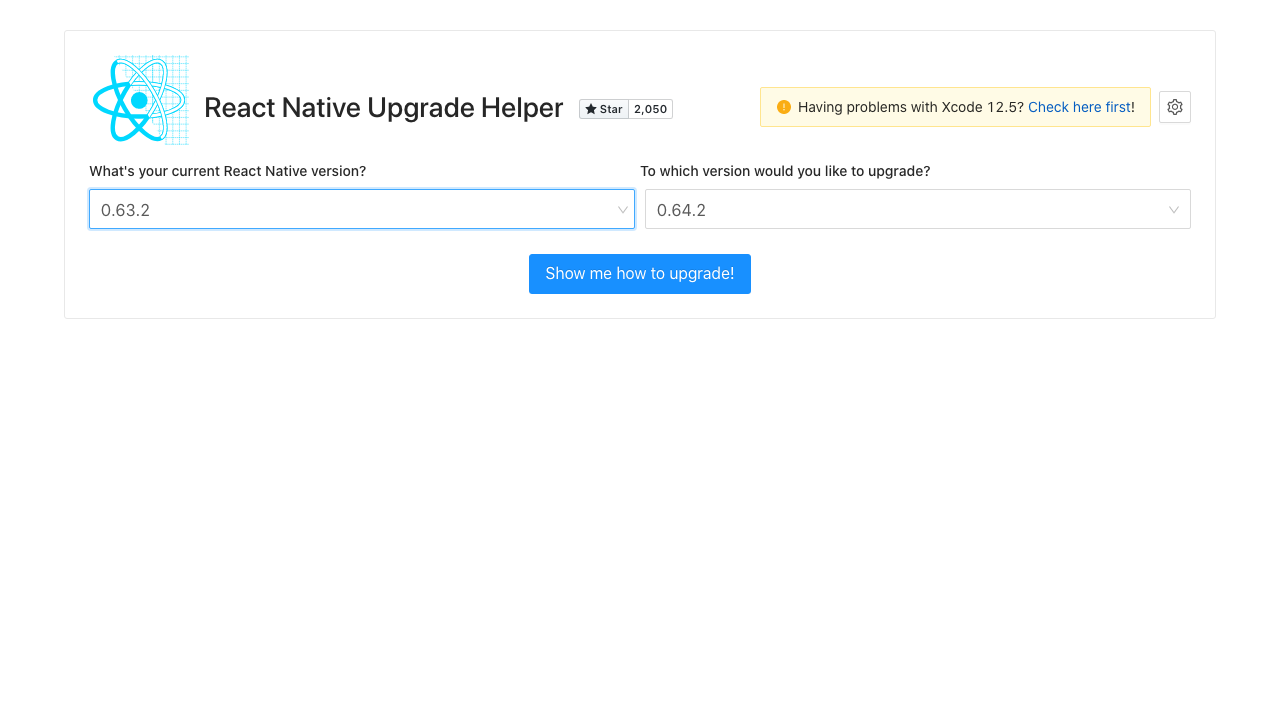 React Native Upgrade Helper
Star 2,050
Having problems with Xcode 12.5? Check here first!
What's your current React Native version?
To which version would you like to upgrade?
0.63.2
0.64.2
Show me how to upgrade!